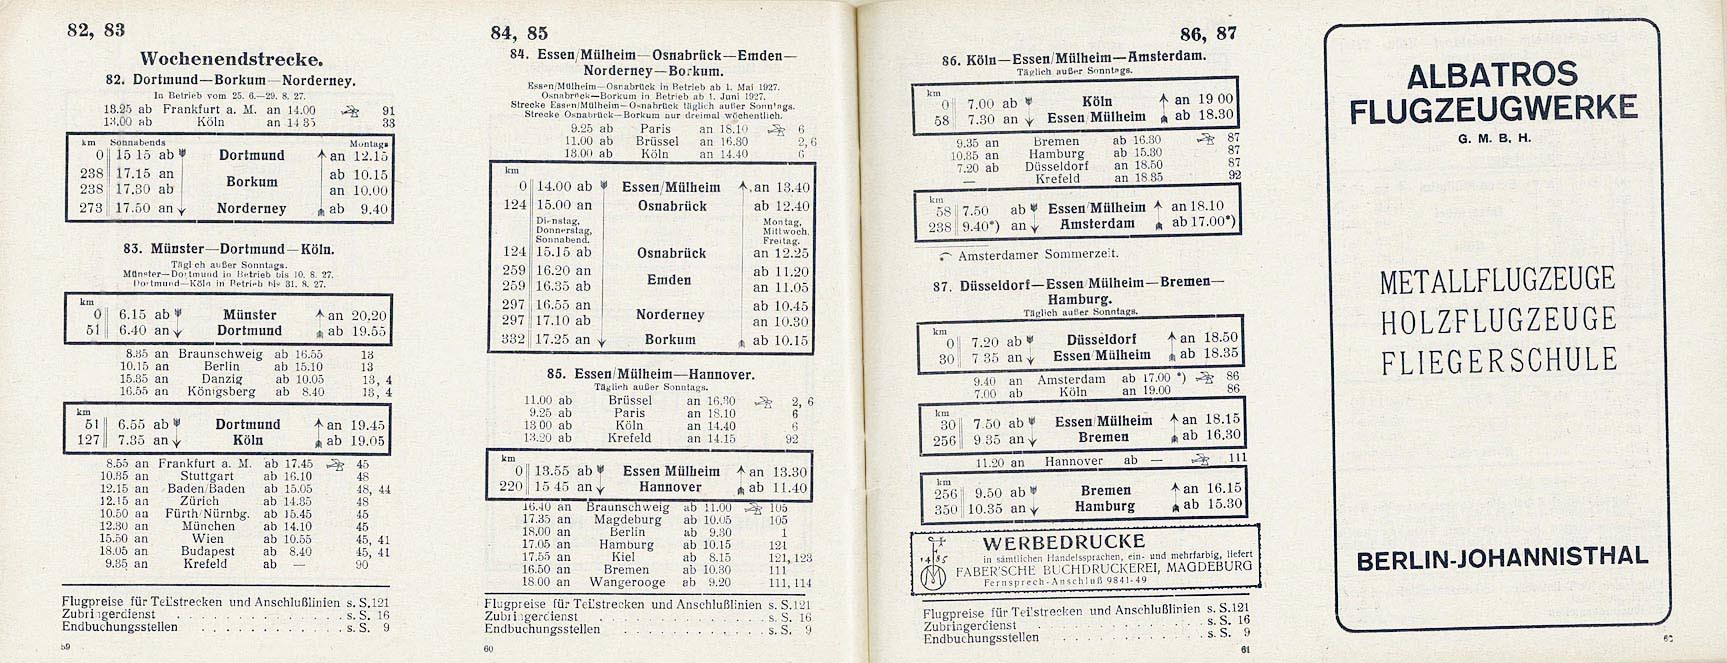 82, 83
Wochenendstrecke.
82. Dortmund—Borkum—Norderney.
In Betrieb vom 25. 6.—29. 8. 27.
13.25 ab Frankfurt a. M. an 14.00 91
13.00 ab Köln an 14 35 33
km Sonnabends Montags
0 15 15 ab Dortmund an 12.15
238 17.15 an Borkum ab 10.15
238 17.30 ab an 10.00
273 17.50 an Norderney ab 9.40
83. Münster—Dortmund—Köln.
Täglich außer Sonntags.
Münster—Dortmund in Betrieb bis 10. 8. 27.
Dortmund—Köln in Betrieb bis 31. 8. 27.
km
0 6.15 ab Münster an 20.20
51 6.40 an Dortmund ab 19.55
8.35 an Braunschweig ab 16.55 13
10.15 an Berlin ab 15.10 13
15.35 an Danzig ab 10.05 13, 4
16.55 an Königsberg ab 8.40 13, 4
km
51 6.55 ab Dortmund an 19.45
127 7.35 an Köln ab 19.05
8.55 an Frankfurt a. M. ab 17.45 45
10.35 an Stuttgart ab 16.10 48
12.15 an Baden/Baden ab 15.05 48, 44
12.15 an Zürich ab 14.35 48
10.50 an Fürth/Nürnbg. ab 15.45 45
12.30 an München ab 14.10 45
15.50 an Wien ab 10.55 45, 41
18.05 an Budapest ab 8.40 45, 41
9.35 an Krefeld ab — 90
Flugpreise für Teilstrecken und Anschlußlinien s. S. 121
Zubringerdienst . . . . . . . . . . s. S. 16
Endbuchungsstellen . . . . . . . . . . s. S. 9
59
84, 85
84. Essen/Mülheim—Osnabrück—Emden—
Norderney—Borkum.
Essen/Mülheim—Osnabrück in Betrieb ab 1. Mai 1927.
Osnabrück—Borkum in Betrieb ab 1. Juni 1927.
Strecke Essen/Mülheim—Osnabrück täglich außer Sonntags.
Strecke Osnabrück—Borkum nur dreimal wöchentlich.
9.25 ab Paris an 18.10 6
11.00 ab Brüssel an 16.30 2, 6
13.00 ab Köln an 14.40 6
km
0 14.00 ab Essen/Mülheim an 13.40
124 15.00 an Osnabrück ab 12.40
Dienstag, Montag,
Donnerstag, Mittwoch,
Sonnabend. Freitag.
124 15.15 ab Osnabrück an 12.25
259 16.20 an Emden ab 11.20
259 16.35 ab an 11.05
297 16.55 an Norderney ab 10.45
297 17.10 ab an 10.30
332 17.25 an Borkum ab 10.15
85. Essen/Mülheim—Hannover.
Täglich außer Sonntags.
11.00 ab Brüssel an 16.30 2, 6
9.25 ab Paris an 18.10 6
13 00 ab Köln an 14.40 6
13.20 ab Krefeld an 14.15 92
km
0 13.55 ab Essen Mülheim an 13.30
220 15 45 an Hannover ab 11.40
16.40 an Braunschweig ab 11.00 105
17.35 an Magdeburg ab 10.05 105
18.00 an Berlin ab 9.30 1
17.05 an Hamburg ab 10.15 121
17.55 an Kiel ab 8.15 121, 123
16.50 an Bremen ab 10.30 111
18.00 an Wangerooge ab 9.20 111, 114
Flugpreise für Teilstrecken und Anschlußlinien s. S. 121
Zubringerdienst . . . . . . . . . . s. S. 16
Endbuchungsstellen . . . . . . . . . . s. S. 9
60
86, 87
86. Köln—Essen/Mülheim—Amsterdam.
Täglich außer Sonntags.
km
0 7.00 ab Köln an 19 00
58 7.30 an Essen/Mülheim ab 18.30
9.35 an Bremen ab 16.30 87
10.35 an Hamburg ab 15.30 87
7.20 ab Düsseldorf an 18.50 87
— Krefeld an 18.35 92
km
58 7.50 ab Essen/Mülheim an 18.10
238 9.40*) an Amsterdam ab 17.00*)
Amsterdamer Sommerzeit.
87. Düsseldorf—Essen Mülheim—Bremen—
Hamburg.
Täglich außer Sonntags.
km
0 7.20 ab Düsseldorf an 18.50
30 7 35 an Essen Mülheim ab 18.35
9.40 an Amsterdam ab 17.00 *) 86
7.00 ab Köln an 19.00 86
km
30 7.50 ab Essen Mülheim an 18.15
256 9 35 an Bremen ab 16.30
11.20 an Hannover ab — 111
km
256 9.50 ab Bremen an 16.15
350 10.35 an Hamburg ab 15.30
1485
WERBEDRUCKE
in sämtlichen Handelssprachen, ein- und mehrfarbig, liefert
FABER'SCHE BUCHDRUCKEREI, MAGDEBURG
Fernsprech-Anschluß 9841-49
Flugpreise für Teilstrecken und Anschlußlinien s. S. 121
Zubringerdienst . . . . . . . . . . s. S. 16
Endbuchungsstellen . . . . . . . . . . s. S. 9
61
ALBATROS
FLUGZEUGWERKE
G. M. B. H.
METALLFLUGZEUGE
HOLZFLUGZEUGE
FLIEGERSCHULE
BERLIN-JOHANNISTHAL